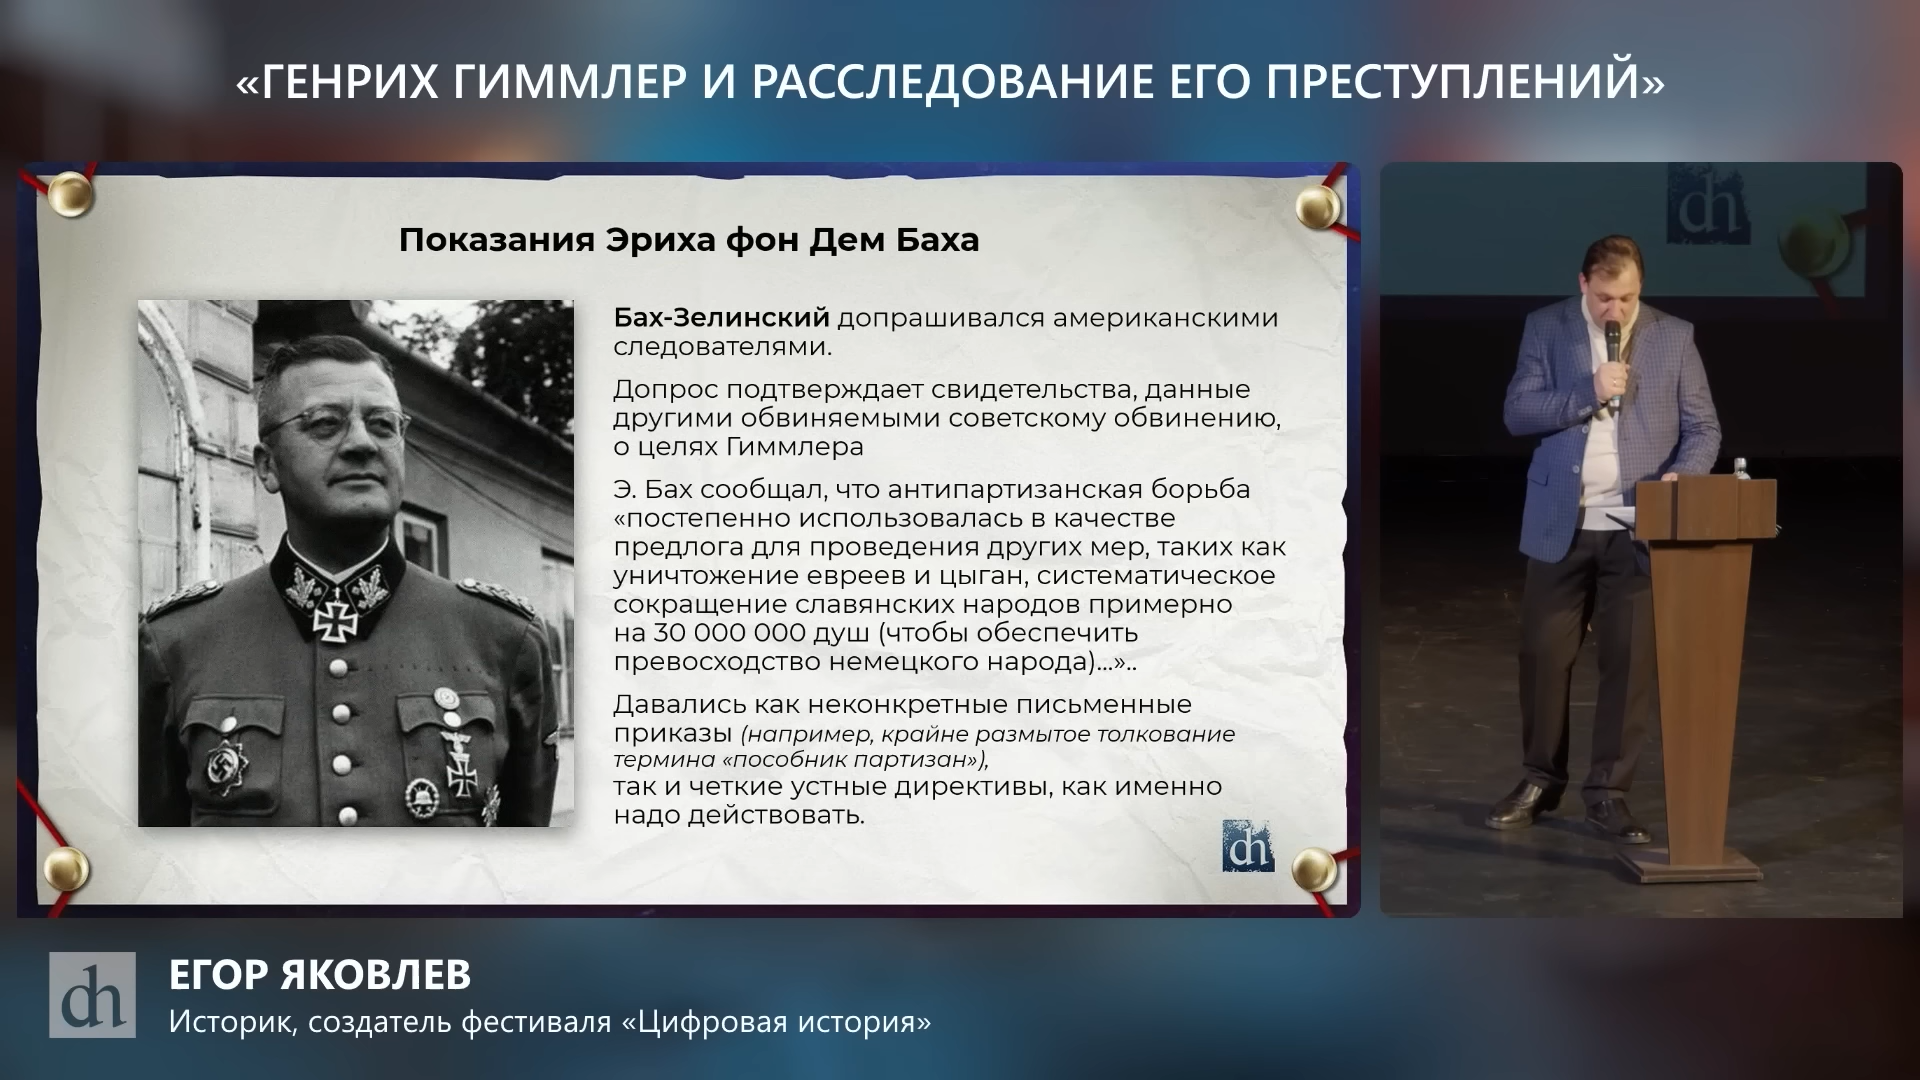 «ГЕНРИХ ГИММЛЕР И РАССЛЕДОВАНИЕ ЕГО ПРЕСТУПЛЕНИЙ»
Показания Эриха фон Дем Баха
Бах-Зелинский допрашивался американскими
следователями.
Допрос подтверждает свидетельства, данные
другими обвиняемыми советскому обвинению,
о целях Гиммлера
Э. Бах сообщал, что антипартизанская борьба
«постепенно использовалась в качестве
предлога для проведения других мер, таких как
уничтожение евреев и цыган, систематическое
сокращение славянских народов примерно
на 30 000 000 душ (чтобы обеспечить
превосходство немецкого народа)...»..
Давались как неконкретные письменные
приказы (например, крайне размытое толкование
термина «пособник партизан»),
так и четкие устные директивы, как именно
надо действовать.
dh
dh
dh
ЕГОР ЯКОВЛЕВ
Историк, создатель фестиваля «Цифровая история»